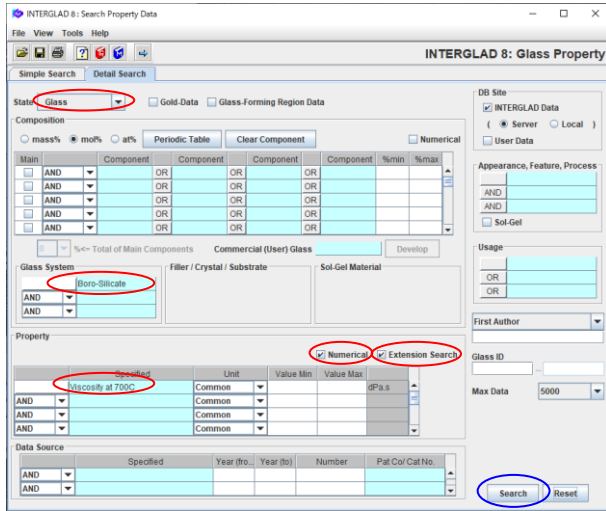 INTERGLAD 8: Search Property Data
File View Tools Help
INTERGLAD 8: Glass Property
Simple Search Detail Search
State Glass Gold-Data Glass-Forming Region Data
Composition
mass% mol% at% Periodic Table Clear Component Numerical
Main Component Component Component Component %min %max
AND OR OR OR
AND OR OR OR
AND OR OR OR
AND OR OR OR
AND OR OR OR
%<= Total of Main Components Commercial (User) Glass Develop
Glass System Filler / Crystal / Substrate Sol-Gel Material
Boro-Silicate
AND
AND
Property
Numerical Extension Search
Specified Unit Value Min Value Max
Viscosity at 700C Common dPa.s
AND Common
AND Common
AND Common
Data Source
Specified Year (fro... Year (to) Number Pat Co/ Cat No.
AND
AND
DB Site
INTERGLAD Data
( Server Local )
User Data
Appearance, Feature, Process
AND
AND
Sol-Gel
Usage
OR
OR
First Author
Glass ID
...
Max Data 5000
Search Reset